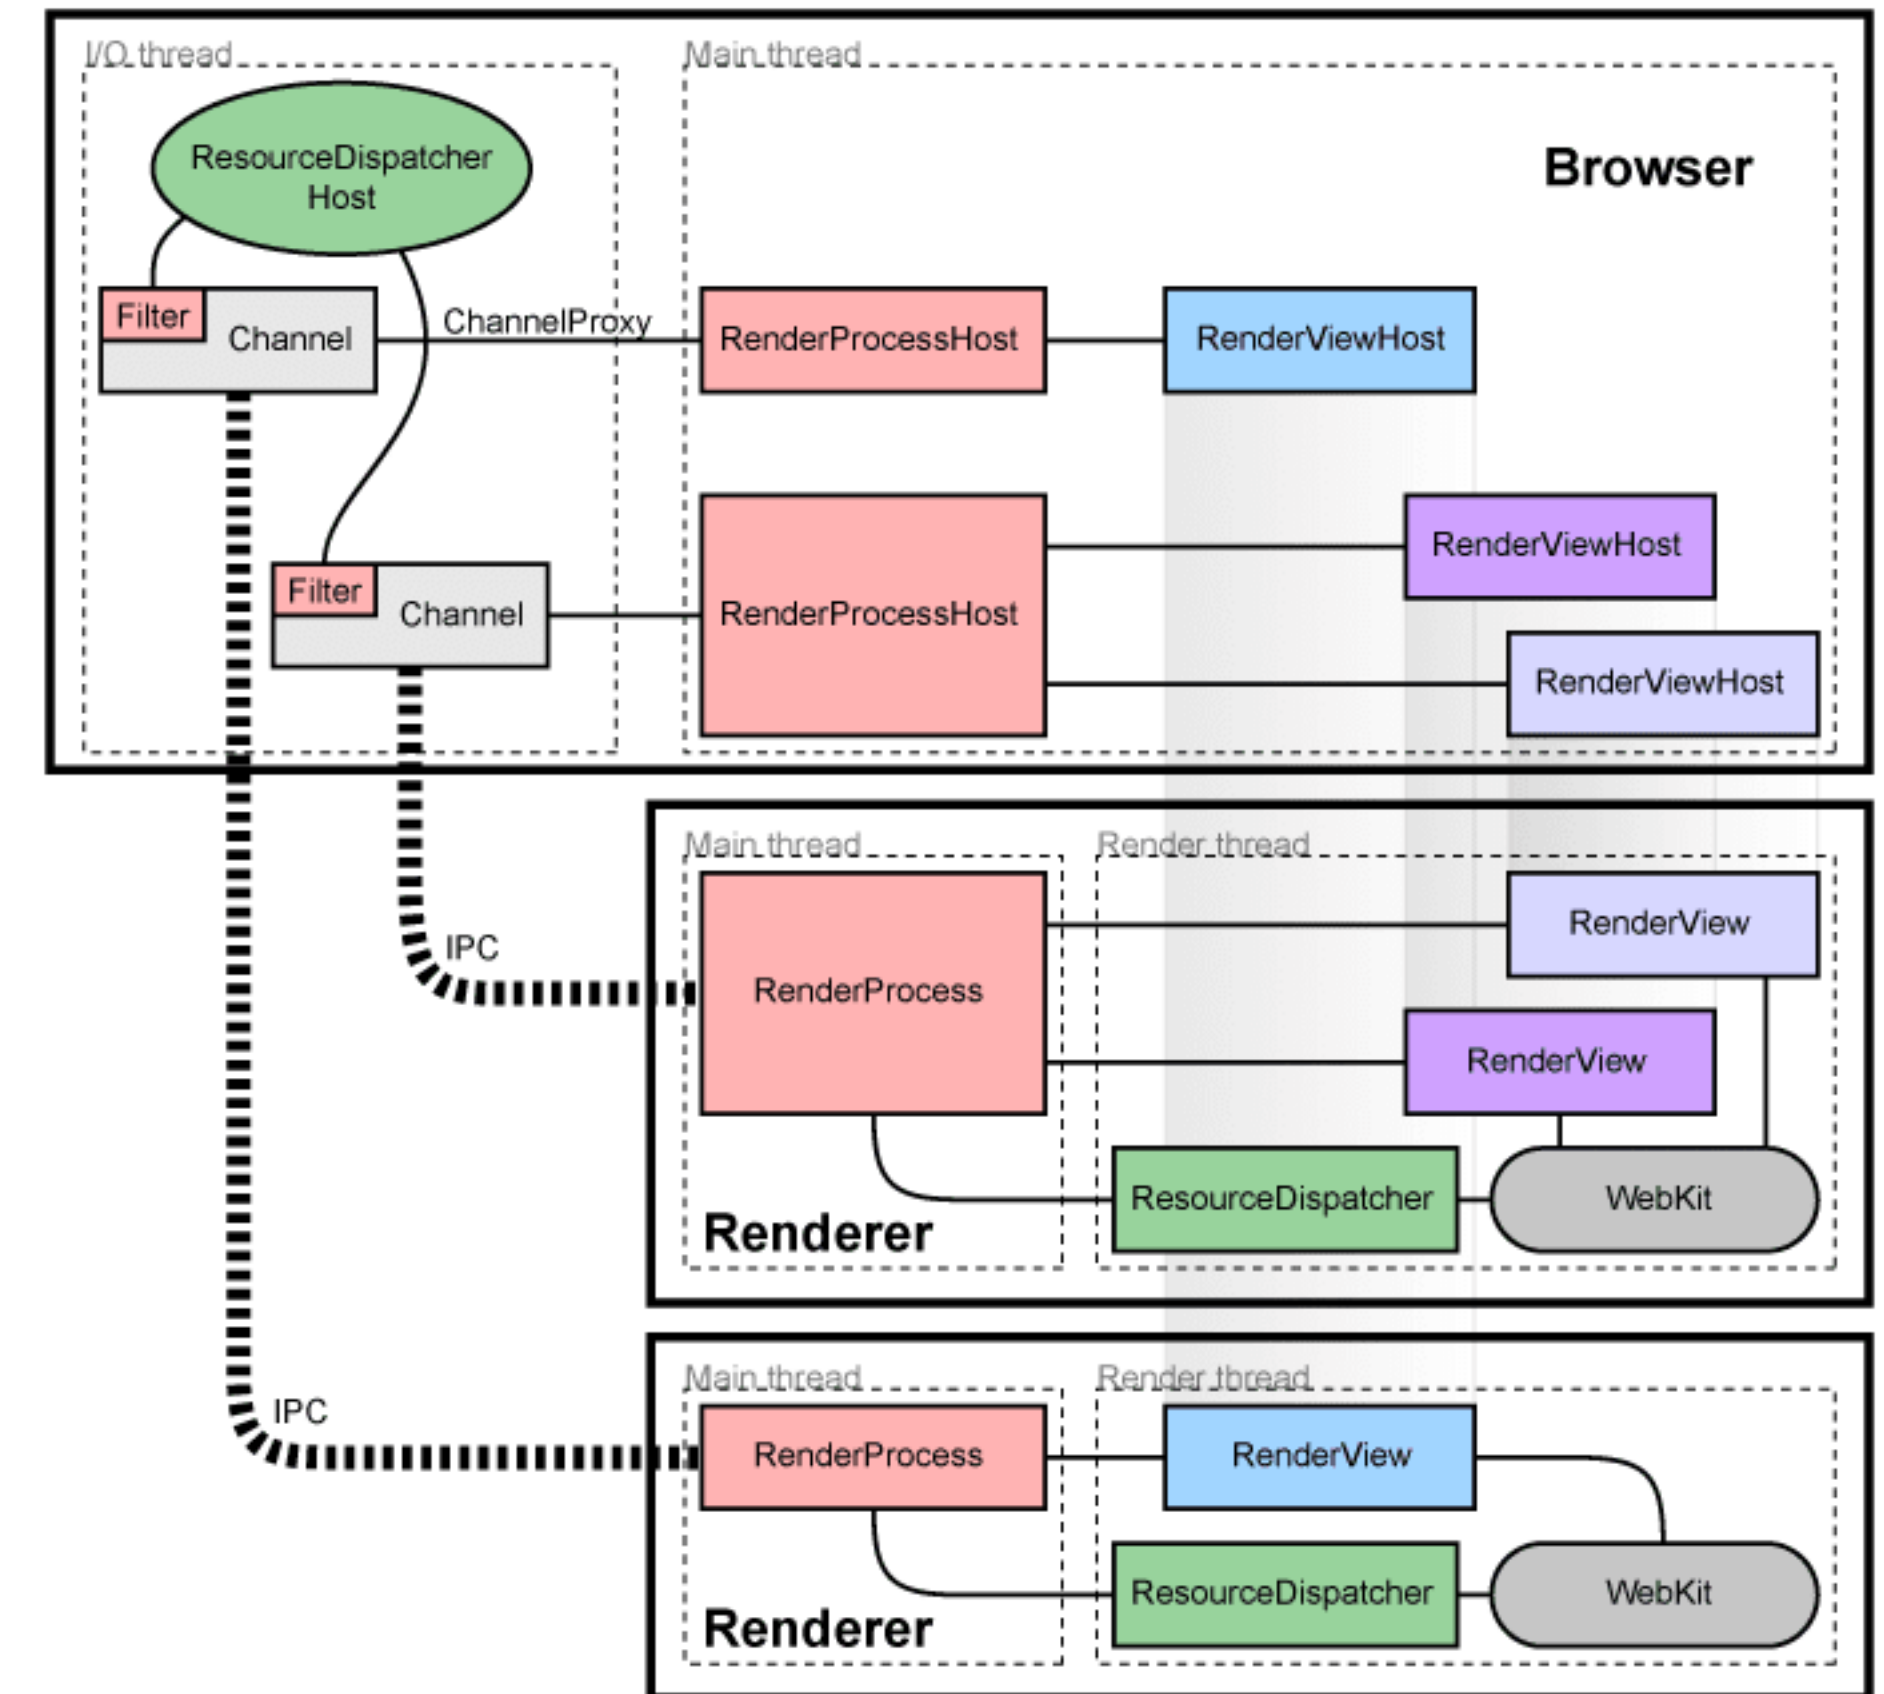 I/O thread
Main thread
ResourceDispatcher
Host
Browser
Filter
Channel
ChannelProxy
RenderProcessHost
RenderViewHost
RenderViewHost
Filter
Channel
RenderProcessHost
RenderViewHost
Main thread
Render thread
RenderView
IPC
RenderProcess
RenderView
ResourceDispatcher
WebKit
Renderer
Main thread
Render thread
IPC
RenderProcess
RenderView
ResourceDispatcher
WebKit
Renderer